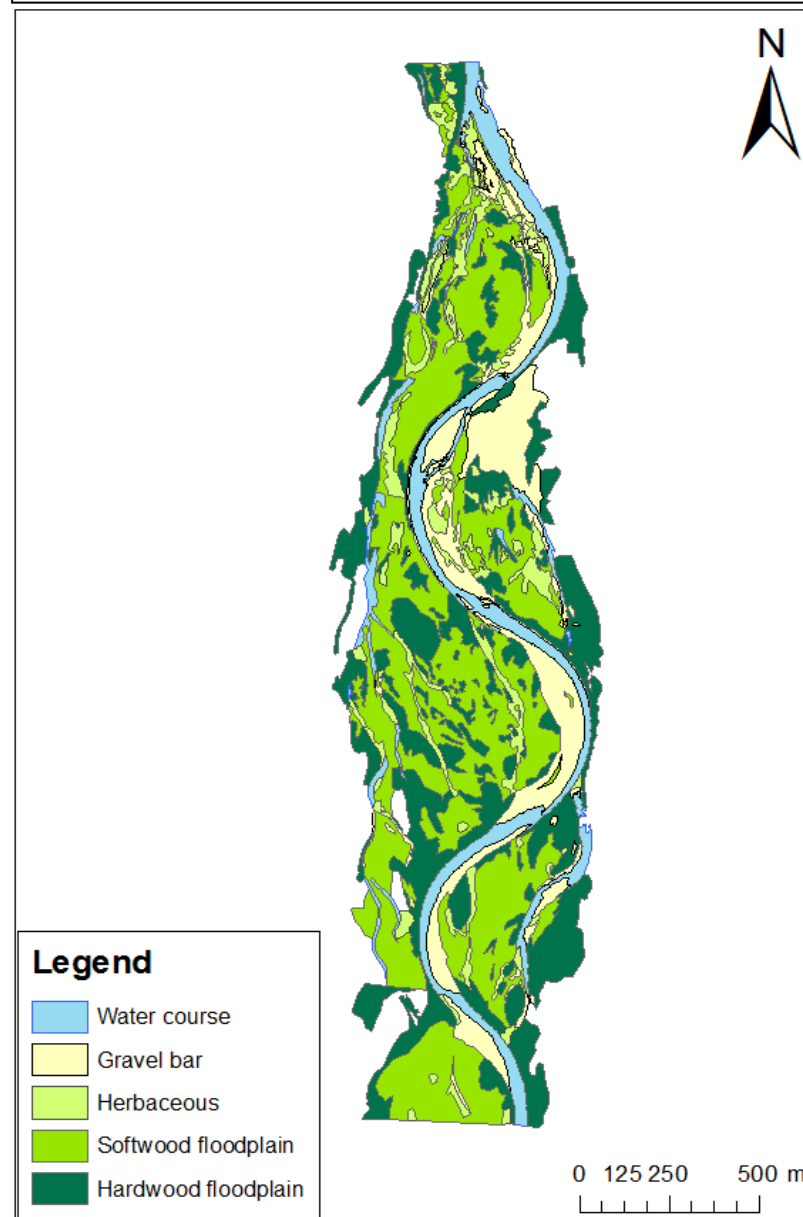 N
Legend
Water course
Gravel bar
Herbaceous
Softwood floodplain
Hardwood floodplain
0 125 250 500 m